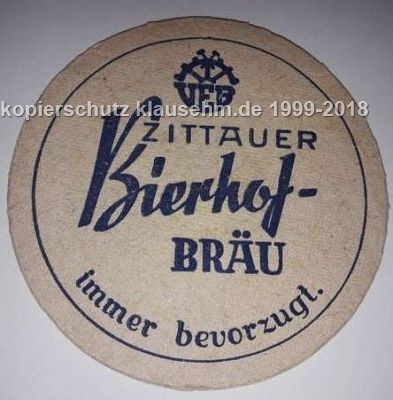 VEB
kopierschutz klausehm.de 1999-2018
ZITTAUER
Bierhof-
BRÄU
immer bevorzugt.